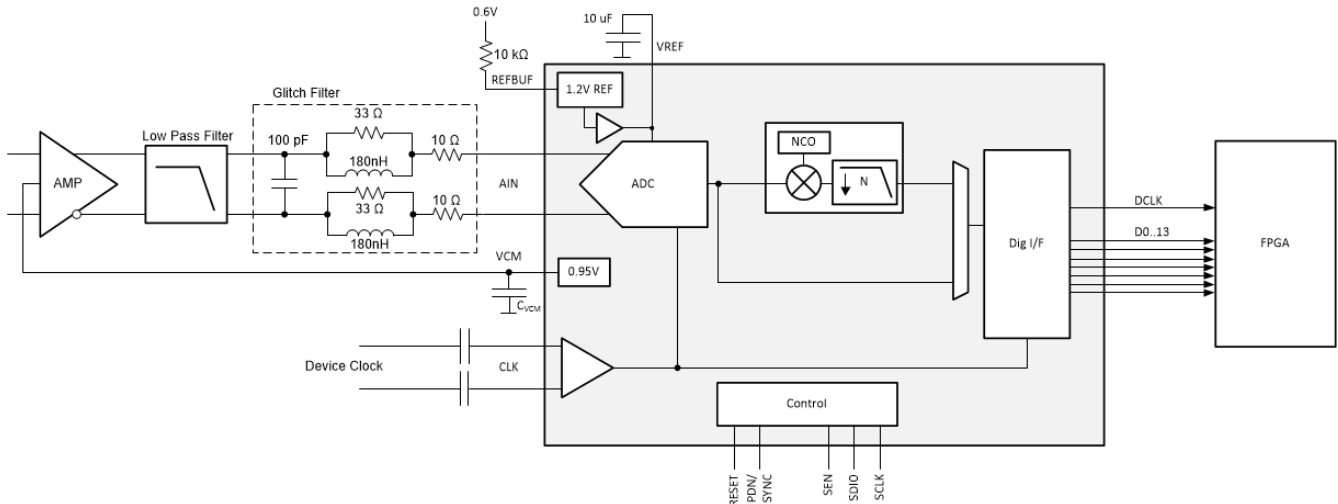 0.6V
10 uF
10 kΩ
VREF
REFBUF
1.2V REF
Glitch Filter
33 Ω
Low Pass Filter
100 pF
10 Ω
180nH
NCO
AMP
AIN
ADC
N
10 Ω
33 Ω
180nH
DCLK
D0..13
Dig I/F
FPGA
VCM
0.95V
CVCM
Device Clock
CLK
Control
RESET
PDN/
SYNC
SEN
SDIO
SCLK